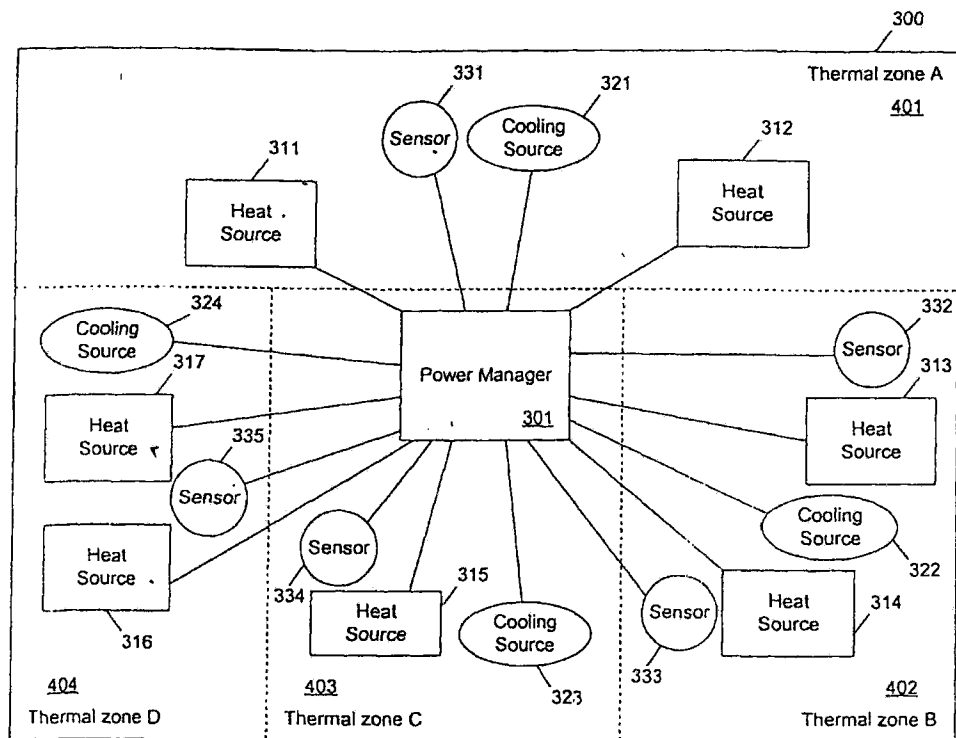 300
Thermal zone A
401
331
Sensor
321
Cooling
Source
311
Heat
Source
312
Heat
Source
324
Cooling
Source
317
Heat
Source
335
Sensor
Heat
Source
316
404
Thermal zone D
Power Manager
301
Sensor
334
315
Heat
Source
Cooling
Source
323
403
Thermal zone C
332
Sensor
313
Heat
Source
Cooling
Source
322
Sensor
333
Heat
Source
314
402
Thermal zone B